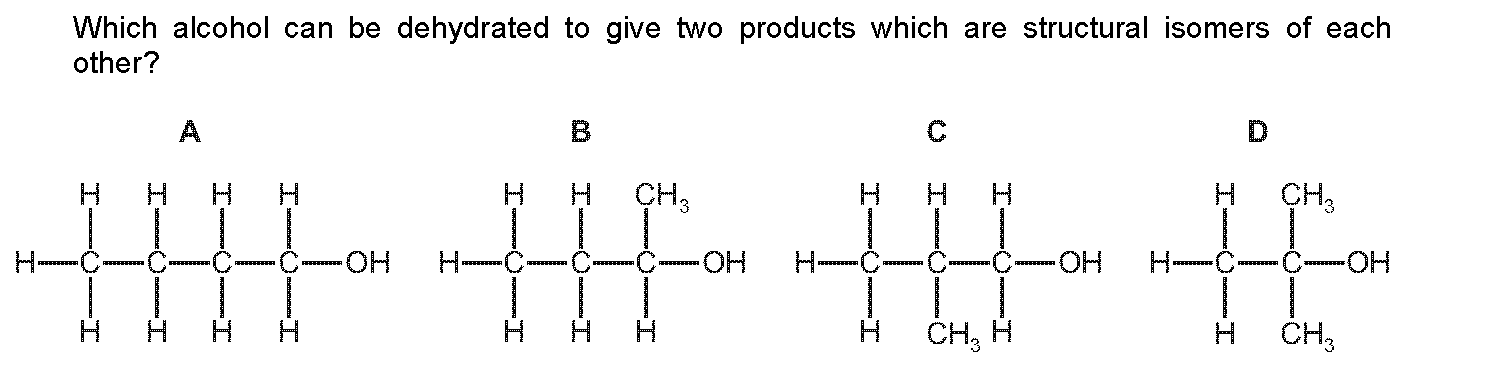 Which alcohol can be dehydrated to give two products which are structural isomers of each
other?
A B C D
H H H H H H CH₃ H H H H CH₃
H—C—C—C—C—OH H—C—C—C—OH H—C—C—C—OH H—C—C—OH
H H H H H H H H CH₃ H H CH₃